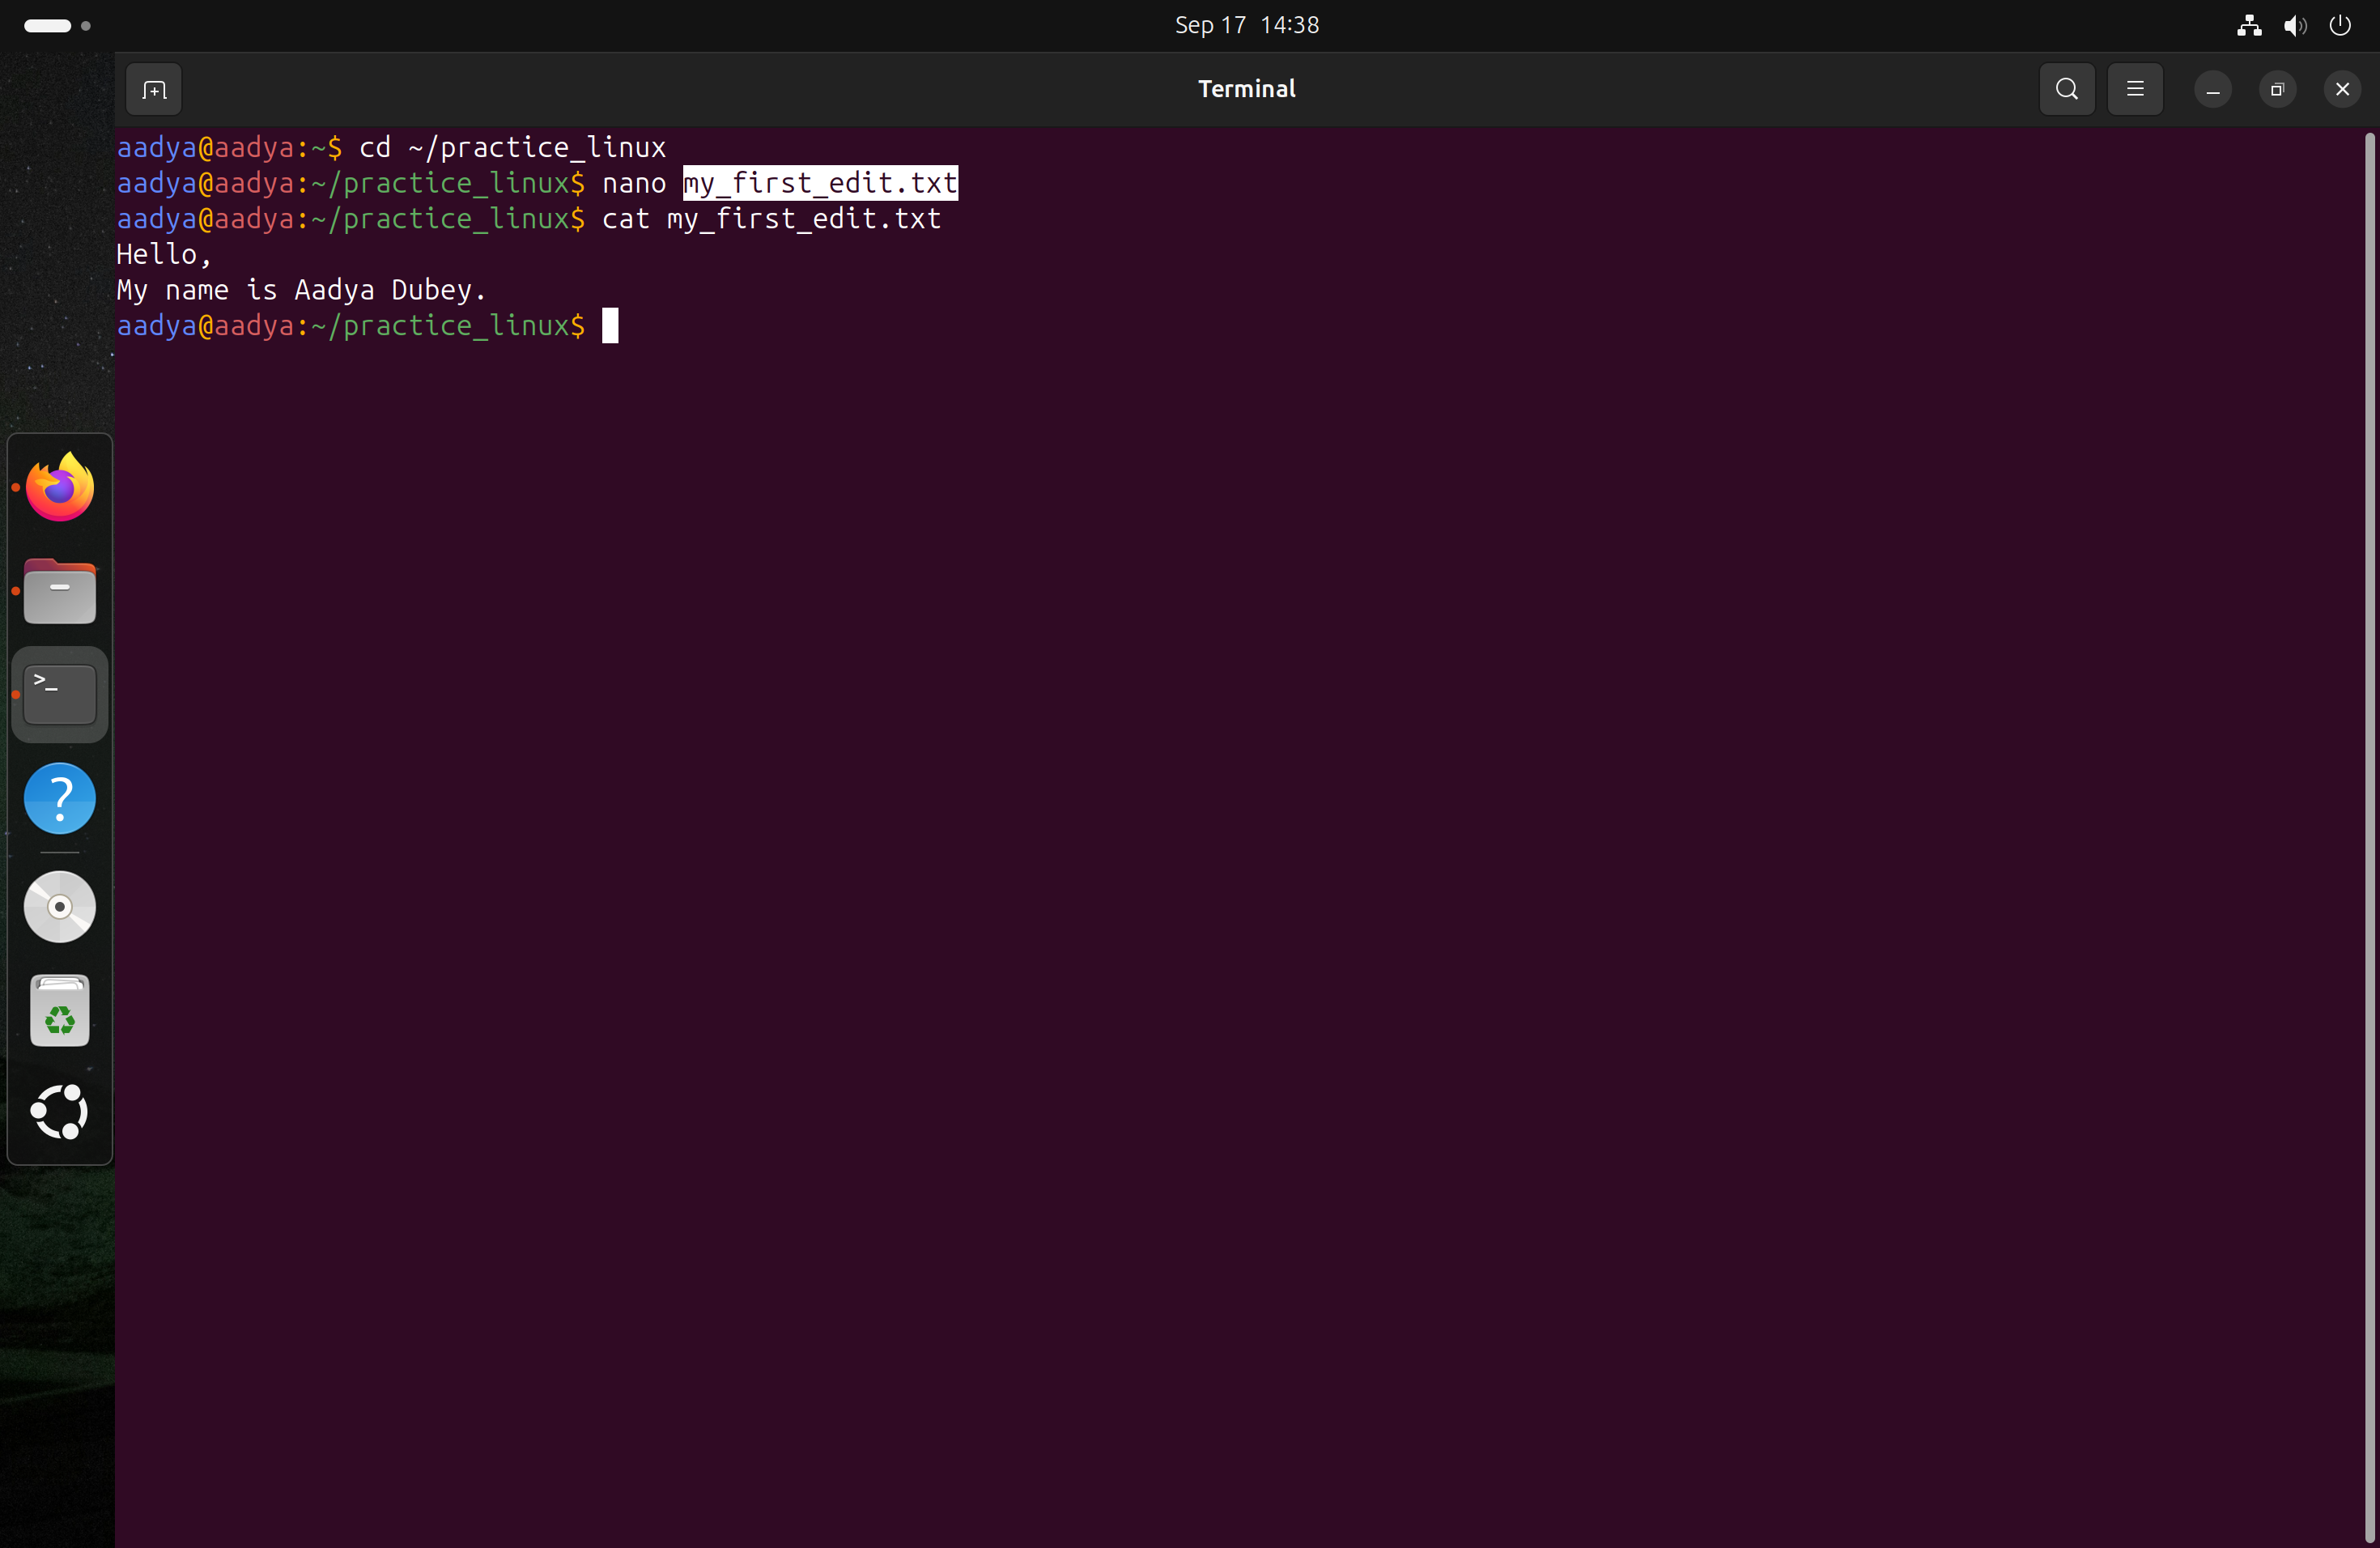 Sep 17 14:38
Terminal
aadya@aadya:~$ cd ~/practice_linux
aadya@aadya:~/practice_linux$ nano my_first_edit.txt
aadya@aadya:~/practice_linux$ cat my_first_edit.txt
Hello,
My name is Aadya Dubey.
aadya@aadya:~/practice_linux$
>_
?